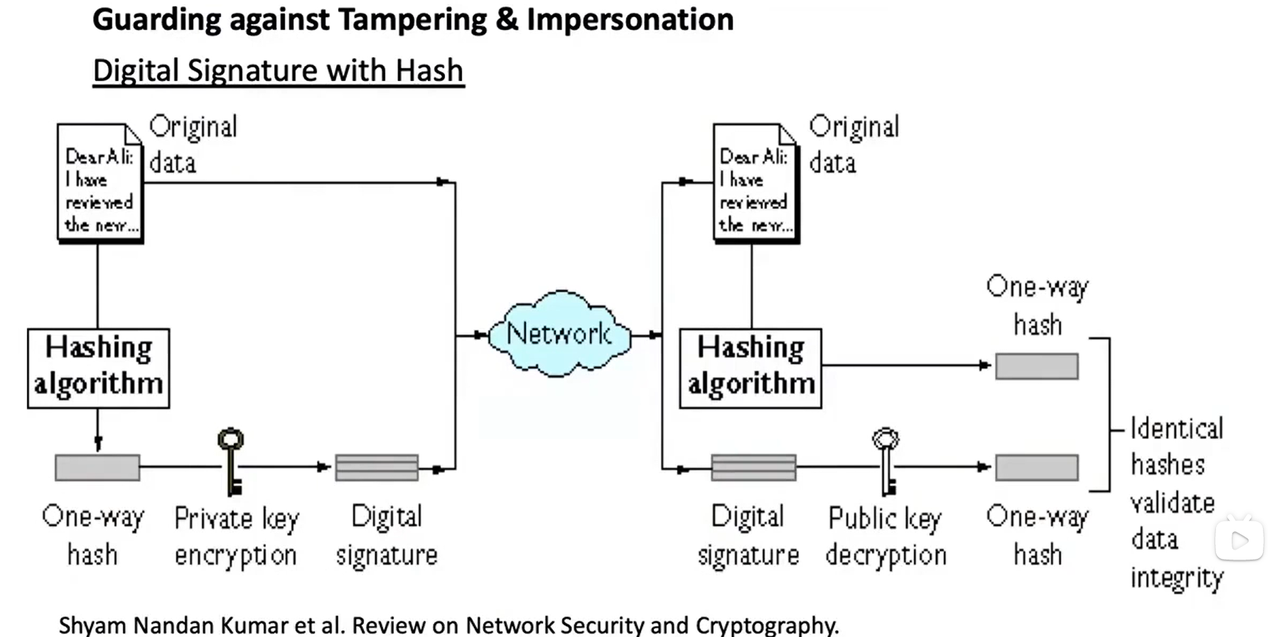 Guarding against Tampering & Impersonation
Digital Signature with Hash
Original
data
Dear Ali:
I have
reviewed
the new...
Hashing
algorithm
One-way
hash
Private key
encryption
Digital
signature
Network
Original
data
Dear Ali:
I have
reviewed
the new...
Hashing
algorithm
One-way
hash
Digital
signature
Public key
decryption
One-way
hash
Identical
hashes
validate
data
integrity
Shyam Nandan Kumar et al. Review on Network Security and Cryptography.